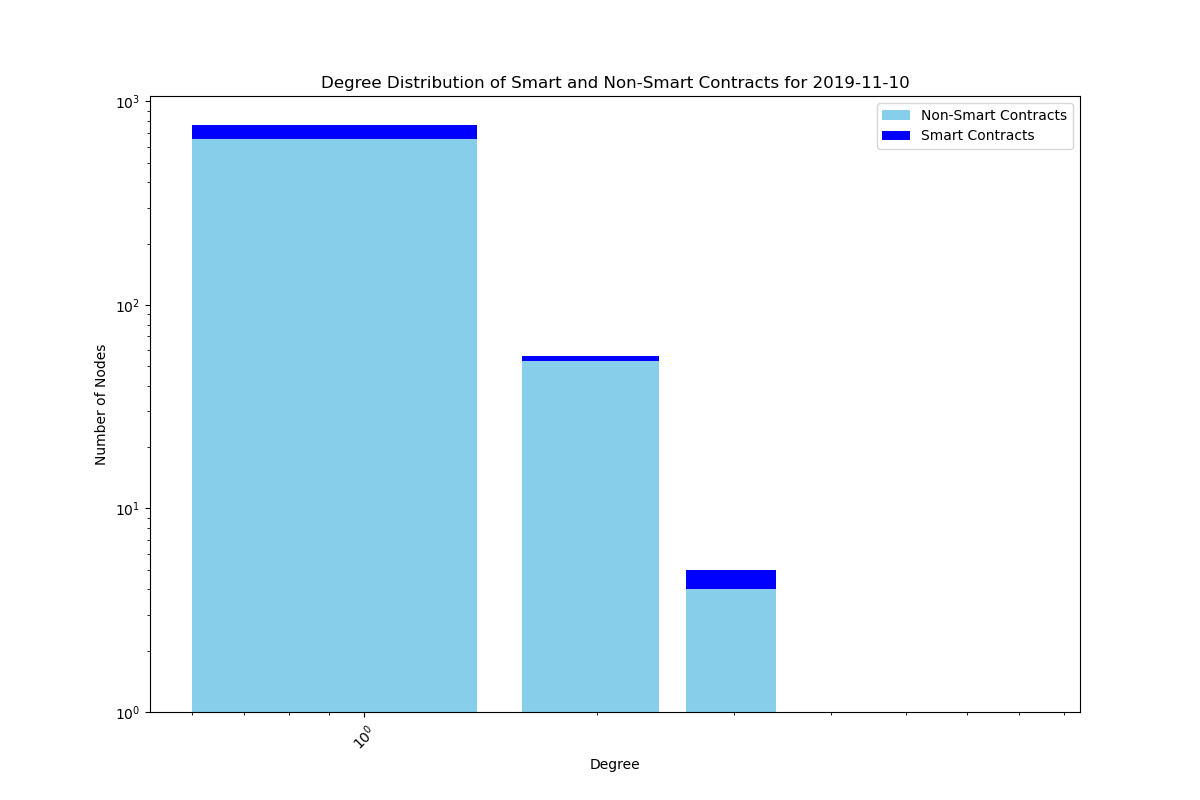 Degree Distribution of Smart and Non-Smart Contracts for 2019-11-10
Non-Smart Contracts
Smart Contracts
10³
10²
10¹
10⁰
Number of Nodes
10⁰
Degree